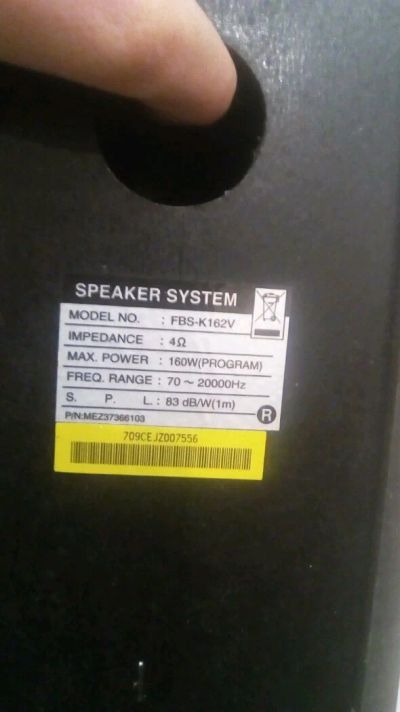 SPEAKER SYSTEM
MODEL NO. : FBS-K162V
IMPEDANCE : 4Ω
MAX. POWER : 160W(PROGRAM)
FREQ. RANGE : 70 ~ 20000Hz
S. P. L. : 83 dB/W(1m)
P/N:MEZ37366103 R
709CEJZ007556